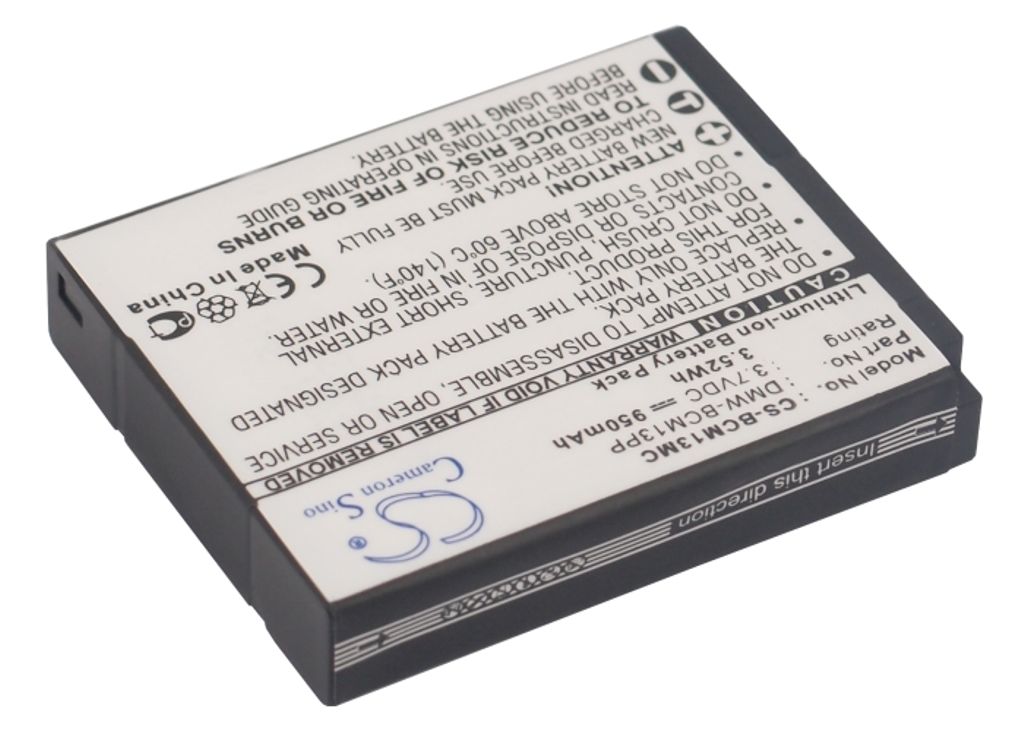 Cameron Sino
CS®
Model No. : CS-BCM13MC
Part No. : DMW-BCM13PP
Rating : 3.7VDC 950mAh
3.52Wh
Lithium-Ion Battery Pack
CAUTION WARRANTY VOID IF LABEL IS REMOVED
• DO NOT ATTEMPT TO DISASSEMBLE, OPEN OR SERVICE
THE BATTERY PACK.
• REPLACE ONLY WITH THE BATTERY PACK DESIGNATED
FOR THIS PRODUCT.
• DO NOT CRUSH, PUNCTURE, SHORT EXTERNAL
CONTACTS OR DISPOSE OF IN FIRE OR WATER.
• DO NOT STORE ABOVE 60°C (140°F).
ATTENTION!
NEW BATTERY PACK MUST BE FULLY
CHARGED BEFORE USE.
TO REDUCE RISK OF FIRE OR BURNS
READ INSTRUCTIONS IN OPERATING GUIDE
BEFORE USING THE BATTERY.
+ T -
CE
PC
Made in China
Insert this direction